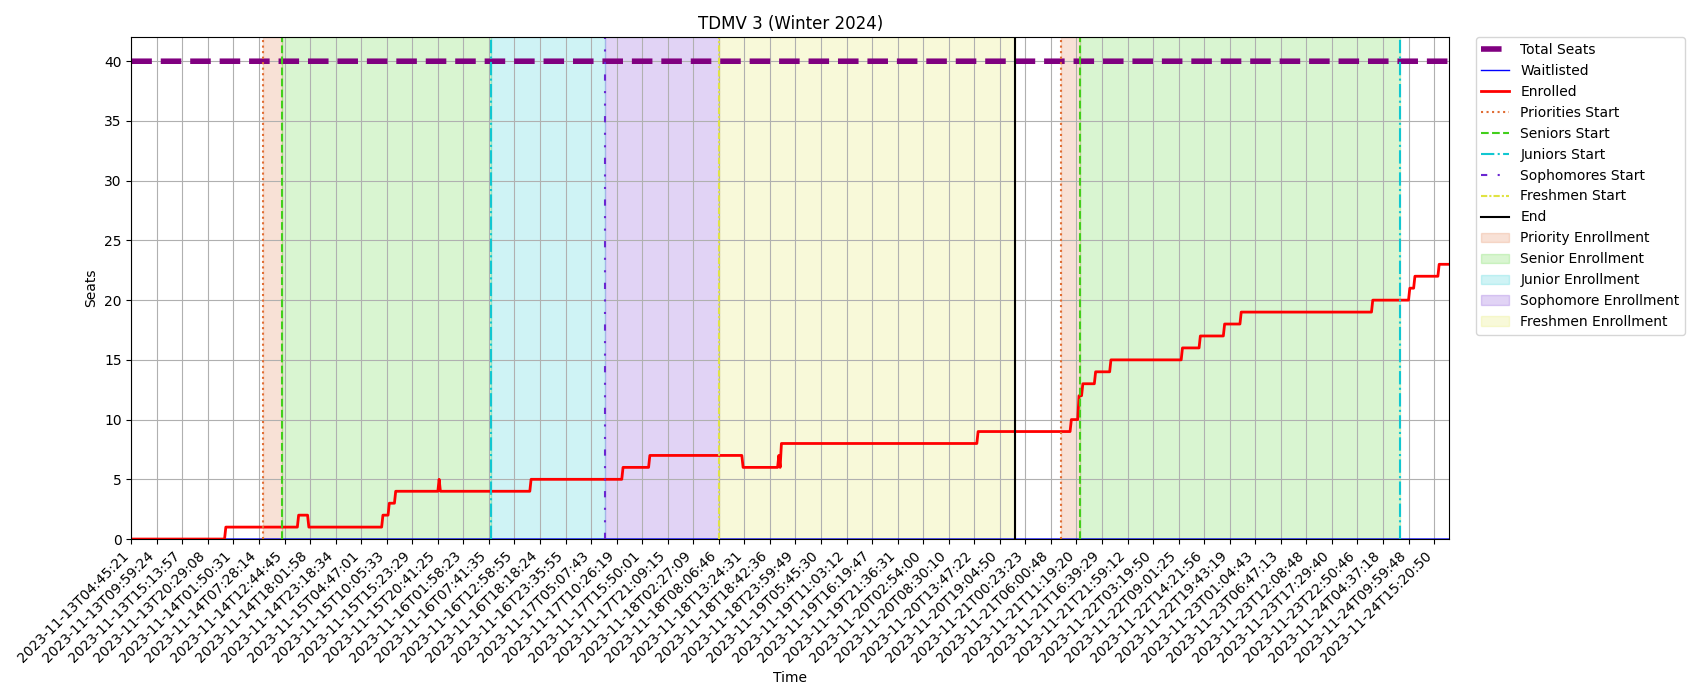 TDMV 3 (Winter 2024)
Seats
40
35
30
25
20
15
10
5
0
2023-11-13T04:45:21
2023-11-13T09:59:24
2023-11-13T15:13:57
2023-11-13T20:29:08
2023-11-14T01:50:31
2023-11-14T07:28:14
2023-11-14T12:44:45
2023-11-14T18:01:58
2023-11-14T23:18:34
2023-11-15T04:47:01
2023-11-15T10:05:33
2023-11-15T15:23:29
2023-11-15T20:41:25
2023-11-16T01:58:23
2023-11-16T07:41:35
2023-11-16T12:58:55
2023-11-16T18:18:24
2023-11-16T23:35:55
2023-11-17T05:07:43
2023-11-17T10:26:19
2023-11-17T15:50:01
2023-11-17T21:09:15
2023-11-18T02:27:09
2023-11-18T08:06:46
2023-11-18T13:24:31
2023-11-18T18:42:36
2023-11-18T23:59:49
2023-11-19T05:45:30
2023-11-19T11:03:12
2023-11-19T16:19:47
2023-11-19T21:36:31
2023-11-20T02:54:00
2023-11-20T08:30:10
2023-11-20T13:47:22
2023-11-20T19:04:50
2023-11-21T00:23:23
2023-11-21T06:00:48
2023-11-21T11:19:20
2023-11-21T16:39:29
2023-11-21T21:59:12
2023-11-22T03:19:50
2023-11-22T09:01:25
2023-11-22T14:21:56
2023-11-22T19:43:19
2023-11-23T01:04:43
2023-11-23T06:47:13
2023-11-23T12:08:48
2023-11-23T17:29:40
2023-11-23T22:50:46
2023-11-24T04:37:18
2023-11-24T09:59:48
2023-11-24T15:20:50
Time
Total Seats
Waitlisted
Enrolled
Priorities Start
Seniors Start
Juniors Start
Sophomores Start
Freshmen Start
End
Priority Enrollment
Senior Enrollment
Junior Enrollment
Sophomore Enrollment
Freshmen Enrollment